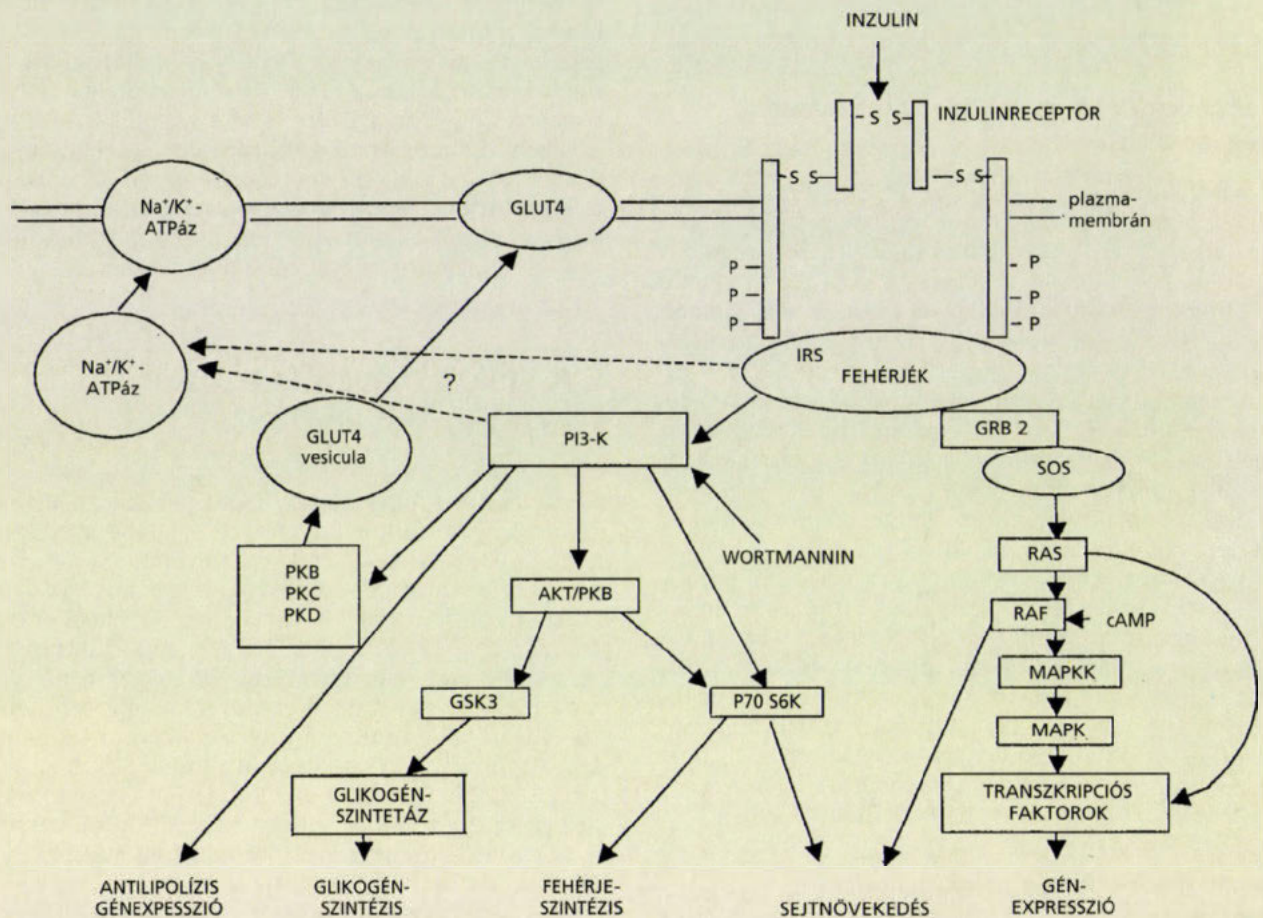 INZULIN
S S
INZULINRECEPTOR
S S
S S
plazma-
membrán
Na⁺/K⁺-
ATPáz
GLUT4
P
P
P
P
P
P
IRS
FEHÉRJÉK
Na⁺/K⁺-
ATPáz
?
GLUT4
vesicula
PI3-K
GRB 2
SOS
WORTMANNIN
RAS
PKB
PKC
PKD
AKT/PKB
RAF
cAMP
MAPKK
GSK3
P70 S6K
MAPK
GLIKOGÉN-
SZINTETÁZ
TRANSZKRIPCIÓS
FAKTOROK
ANTILIPOLÍZIS
GÉNEXPESSZIÓ
GLIKOGÉN-
SZINTÉZIS
FEHÉRJE-
SZINTÉZIS
SEJTNÖVEKEDÉS
GÉN-
EXPRESSZIÓ